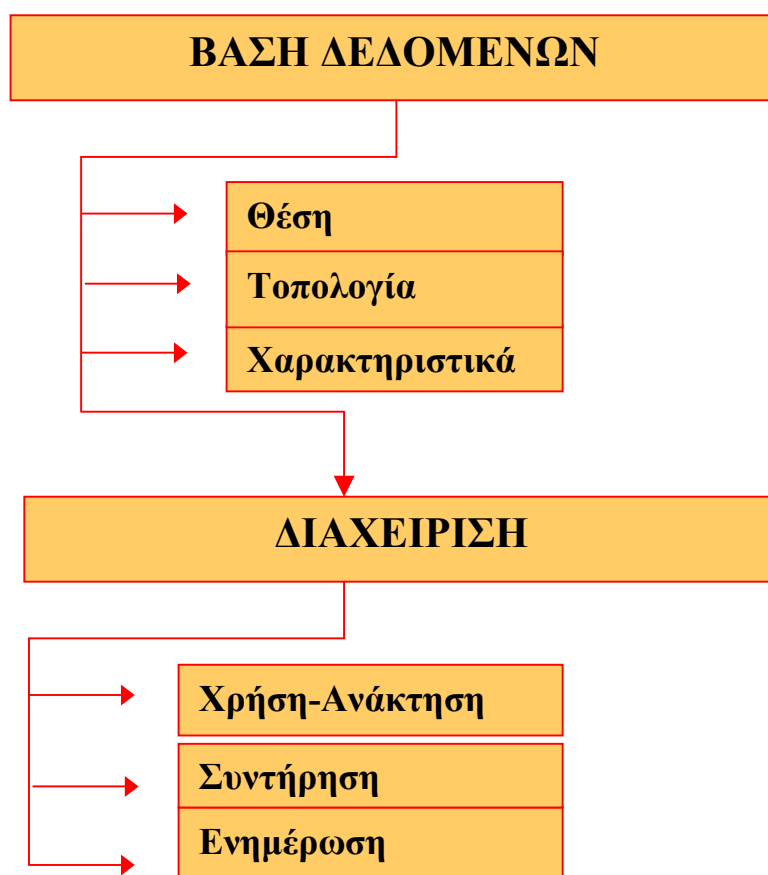 ΒΑΣΗ ΔΕΔΟΜΕΝΩΝ
Θέση
Τοπολογία
Χαρακτηριστικά
ΔΙΑΧΕΙΡΙΣΗ
Χρήση-Ανάκτηση
Συντήρηση
Ενημέρωση